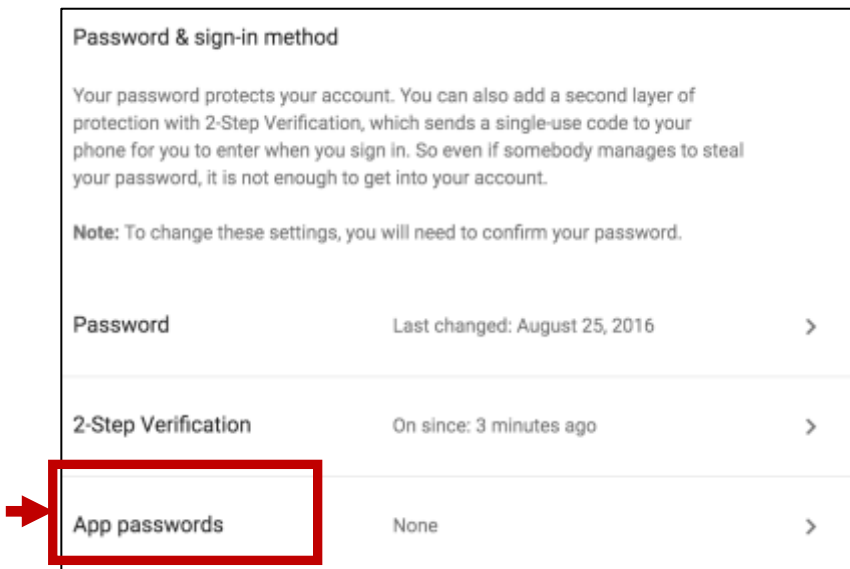 Password & sign-in method
Your password protects your account. You can also add a second layer of
protection with 2-Step Verification, which sends a single-use code to your
phone for you to enter when you sign in. So even if somebody manages to steal
your password, it is not enough to get into your account.
Note: To change these settings, you will need to confirm your password.
Password Last changed: August 25, 2016
2-Step Verification On since: 3 minutes ago
App passwords None